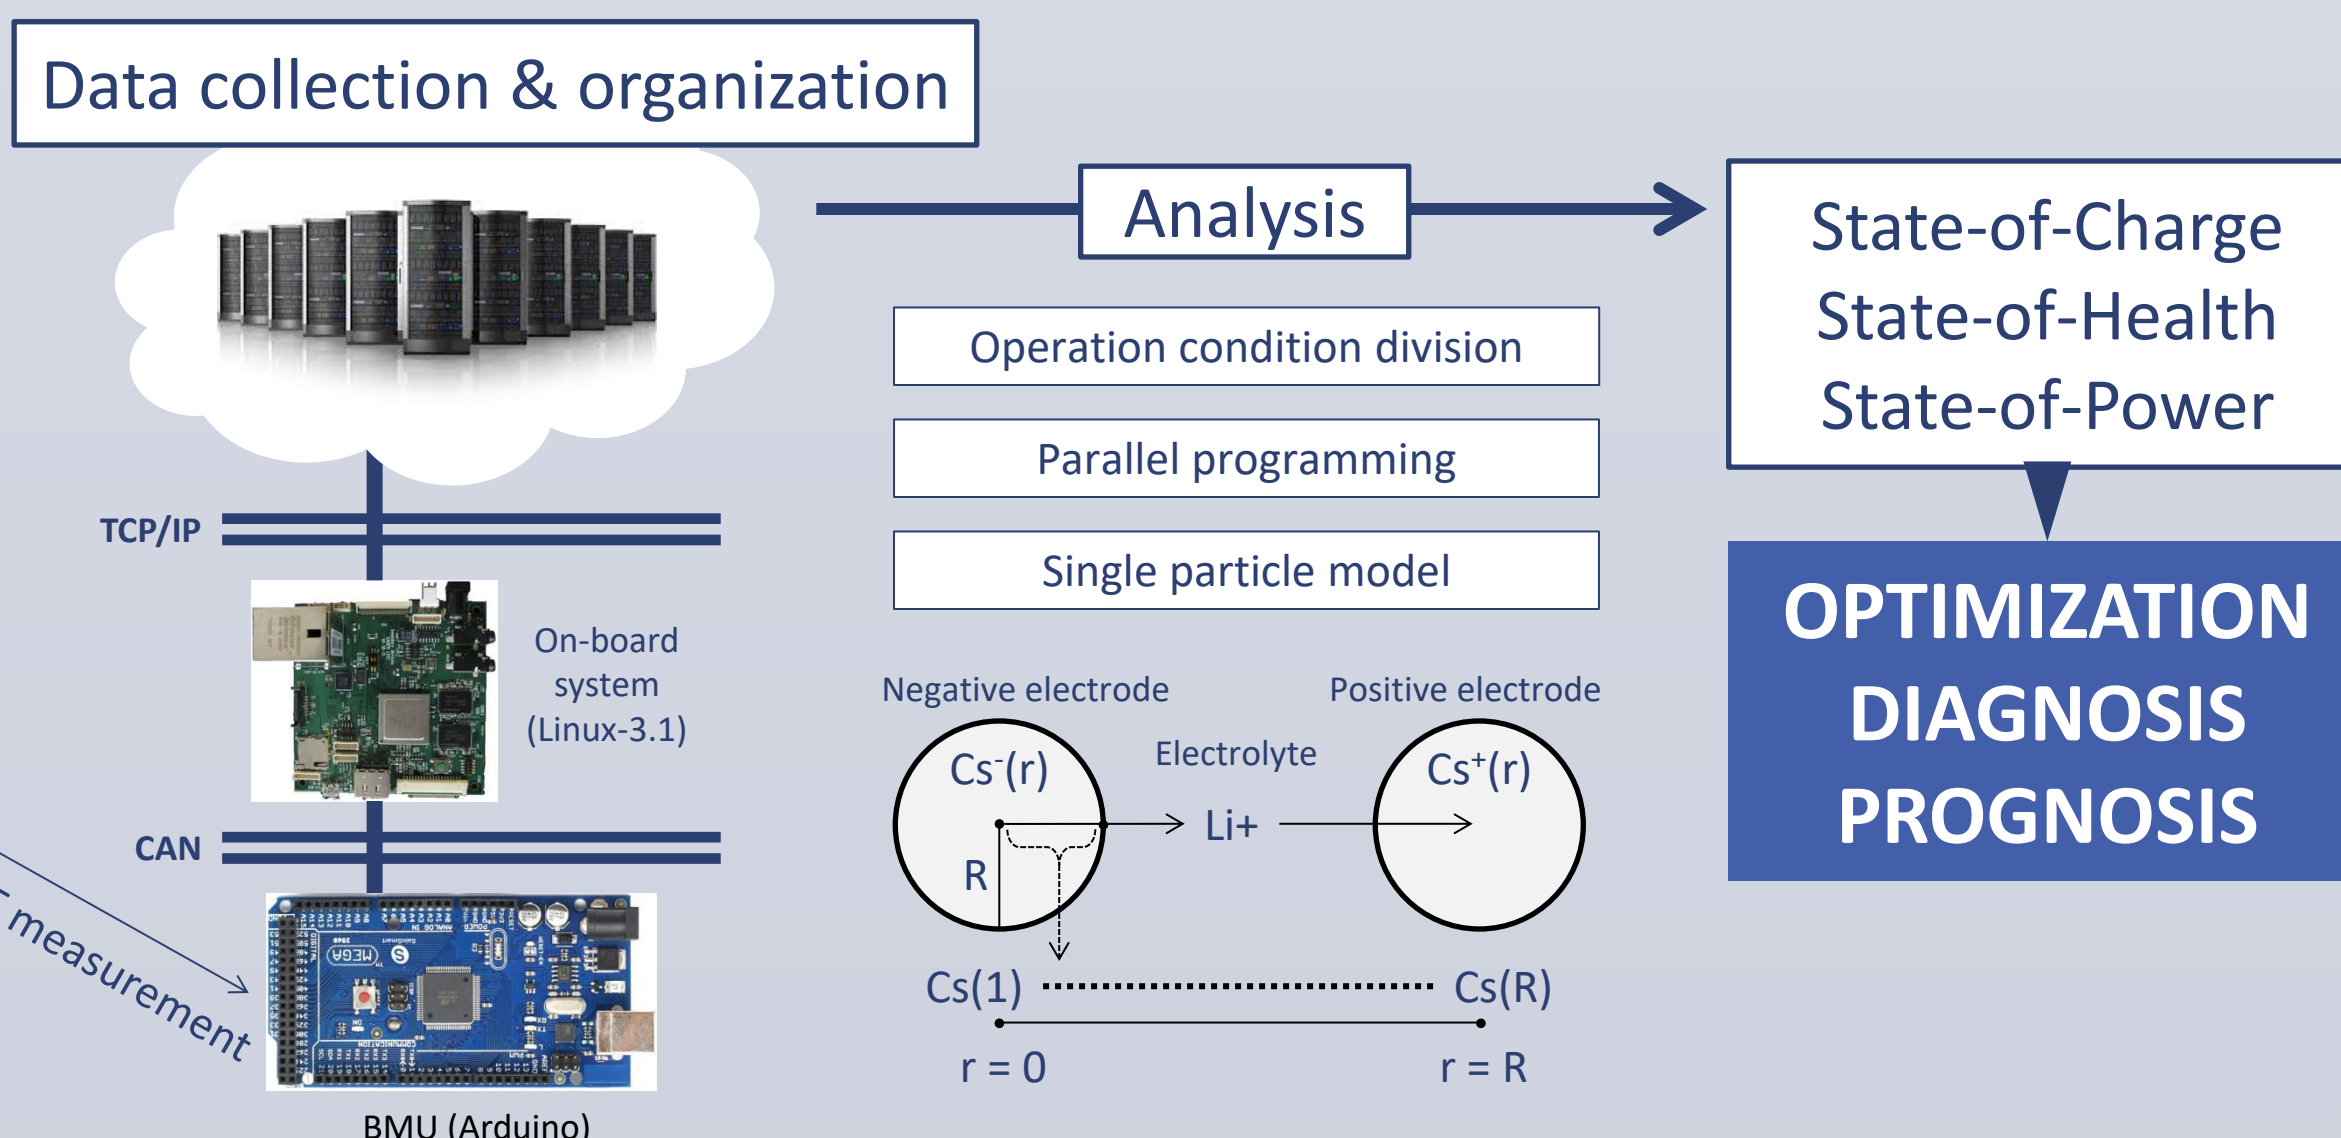 Data collection & organization
Analysis
State-of-Charge
State-of-Health
State-of-Power
Operation condition division
Parallel programming
Single particle model
TCP/IP
On-board
system
(Linux-3.1)
CAN
measurement
BMU (Arduino)
Negative electrode
Positive electrode
Cs⁻(r)
Electrolyte
Cs⁺(r)
Li+
R
Cs(1)
Cs(R)
r = 0
r = R
OPTIMIZATION
DIAGNOSIS
PROGNOSIS
MEGA
SainSmart